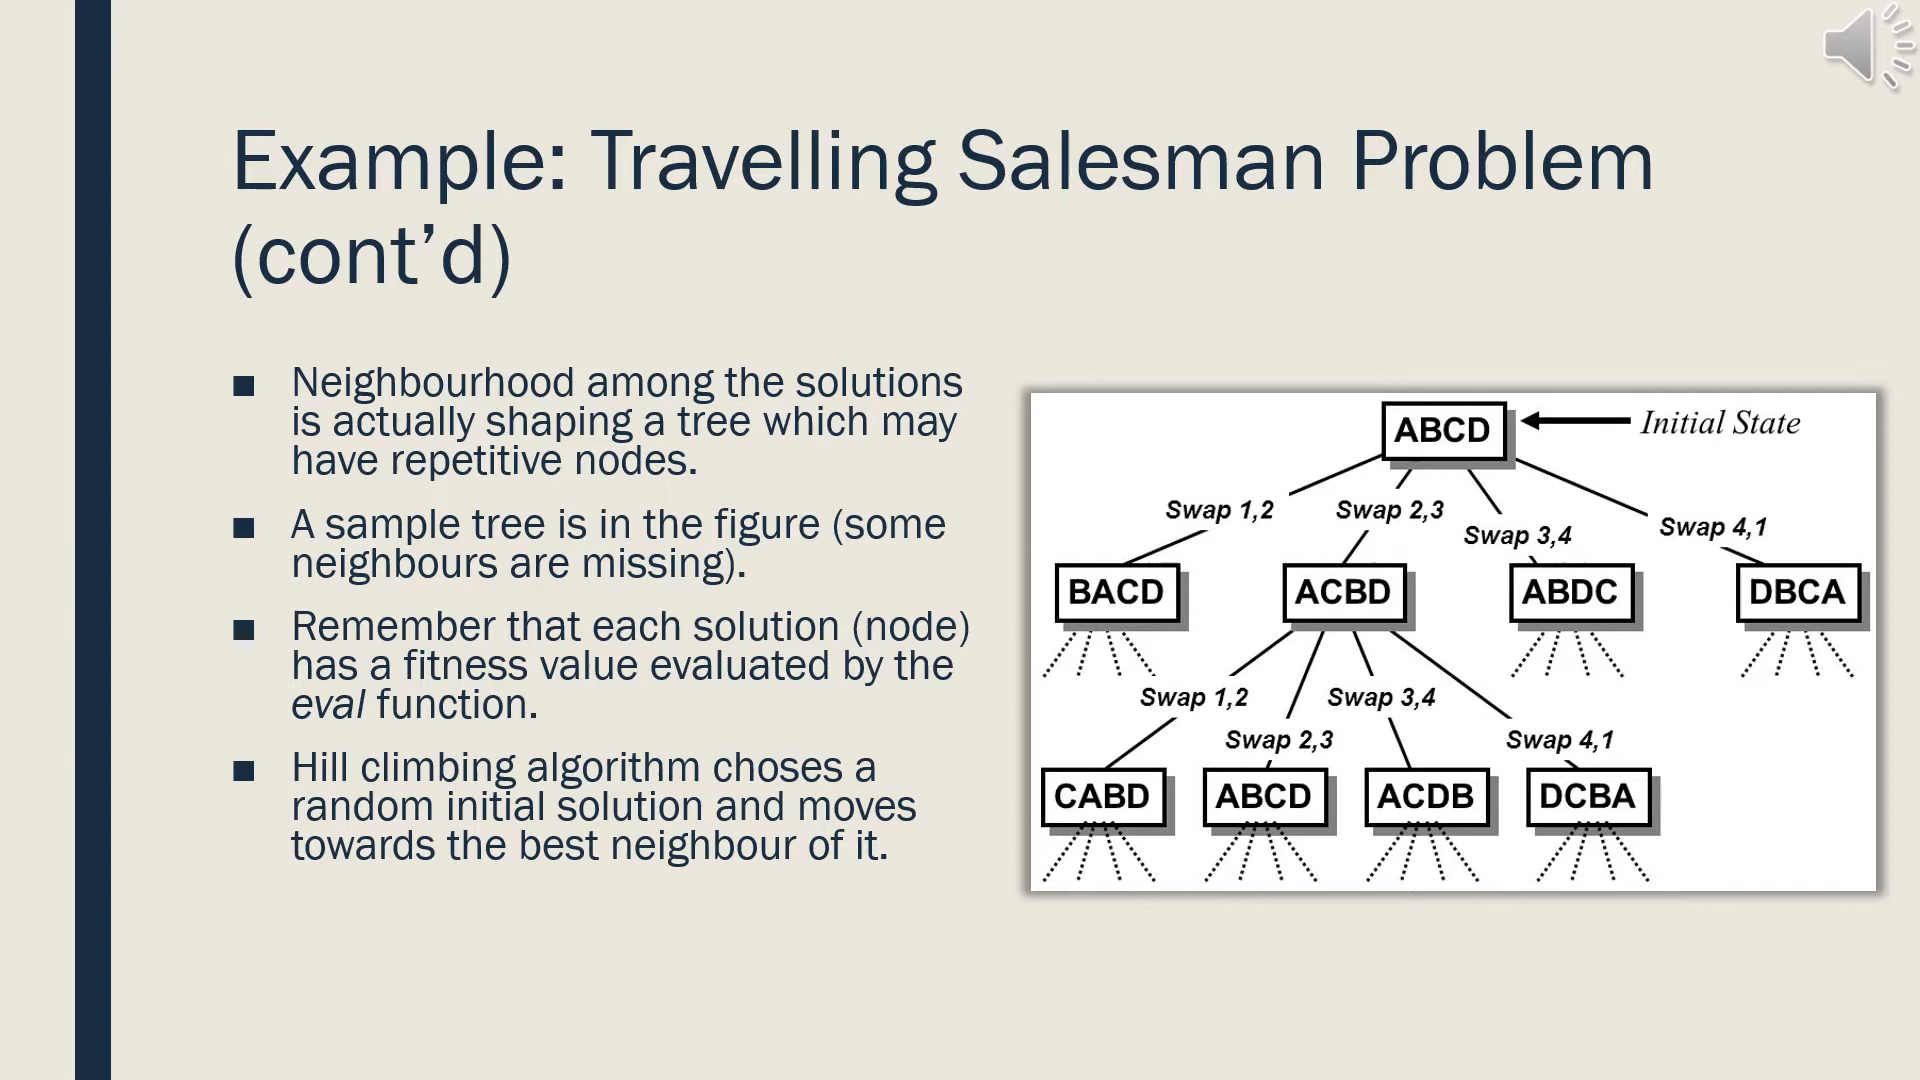 Example: Travelling Salesman Problem
(cont’d)
■ Neighbourhood among the solutions
is actually shaping a tree which may
have repetitive nodes.
■ A sample tree is in the figure (some
neighbours are missing).
■ Remember that each solution (node)
has a fitness value evaluated by the
eval function.
■ Hill climbing algorithm choses a
random initial solution and moves
towards the best neighbour of it.
ABCD Initial State
Swap 1,2 Swap 2,3 Swap 3,4 Swap 4,1
BACD ACBD ABDC DBCA
Swap 1,2 Swap 2,3 Swap 3,4 Swap 4,1
CABD ABCD ACDB DCBA